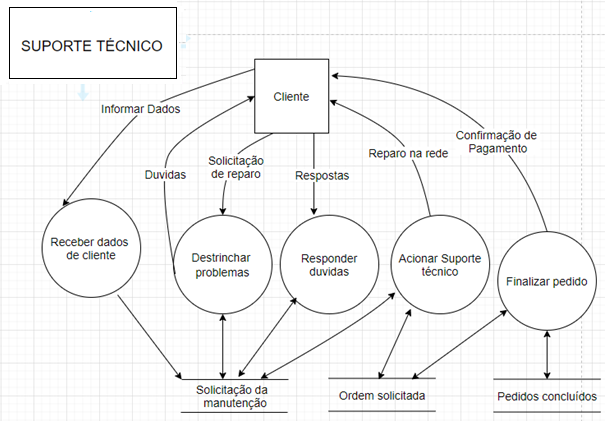 SUPORTE TÉCNICO
Cliente
Informar Dados
Duvidas
Solicitação
de reparo
Respostas
Reparo na rede
Confirmação de
Pagamento
Receber dados
de cliente
Destrinchar
problemas
Responder
duvidas
Acionar Suporte
técnico
Finalizar pedido
Solicitação da
manutenção
Ordem solicitada
Pedidos concluídos